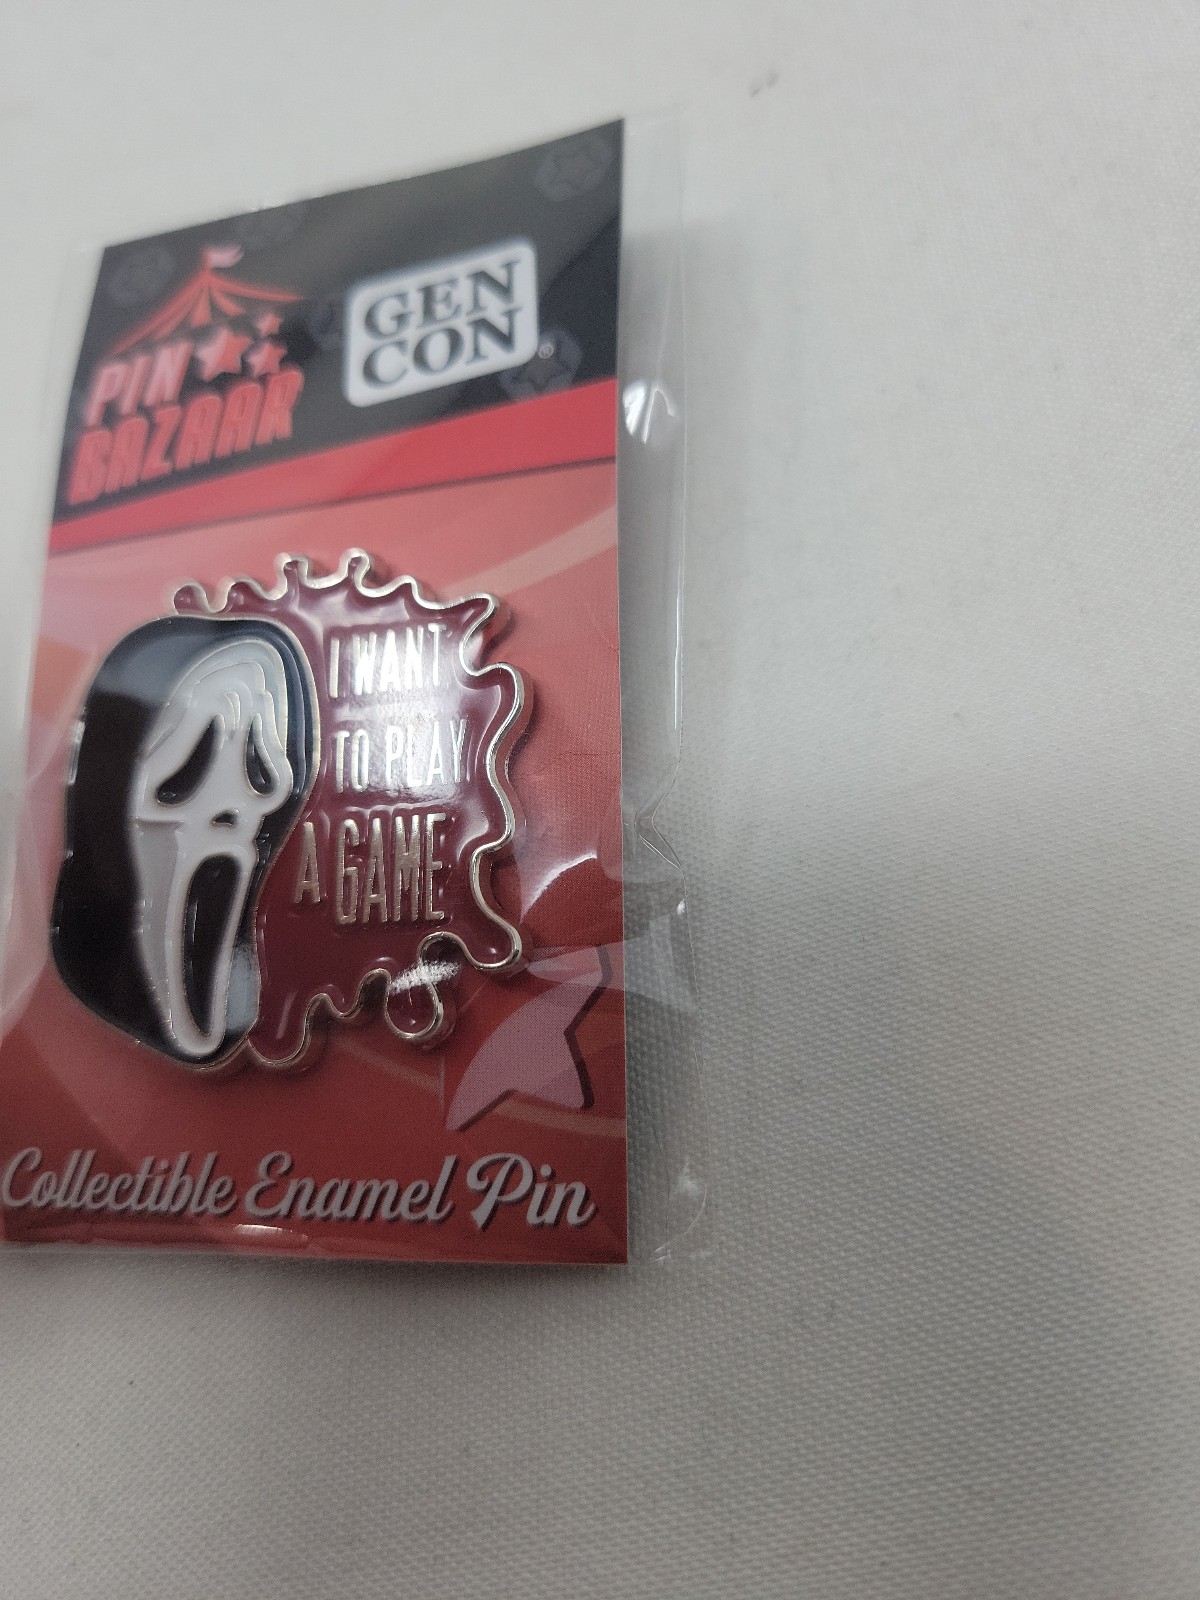 PIN
BAZAAR
GEN
CON®
I WANT
TO PLAY
A GAME
Collectible Enamel Pin